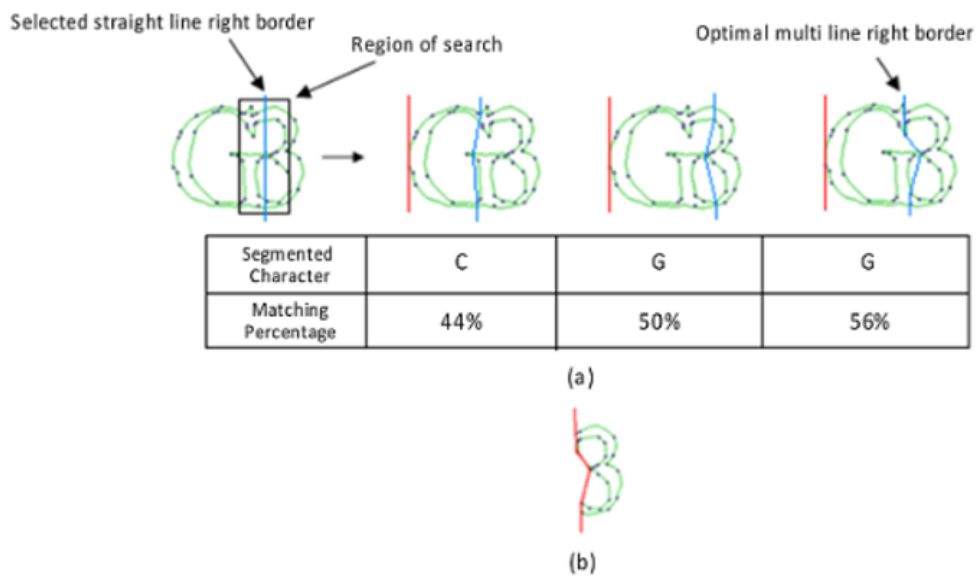 Selected straight line right border
Region of search
Optimal multi line right border
Segmented Character C G G
Matching Percentage 44% 50% 56%
(a)
(b)